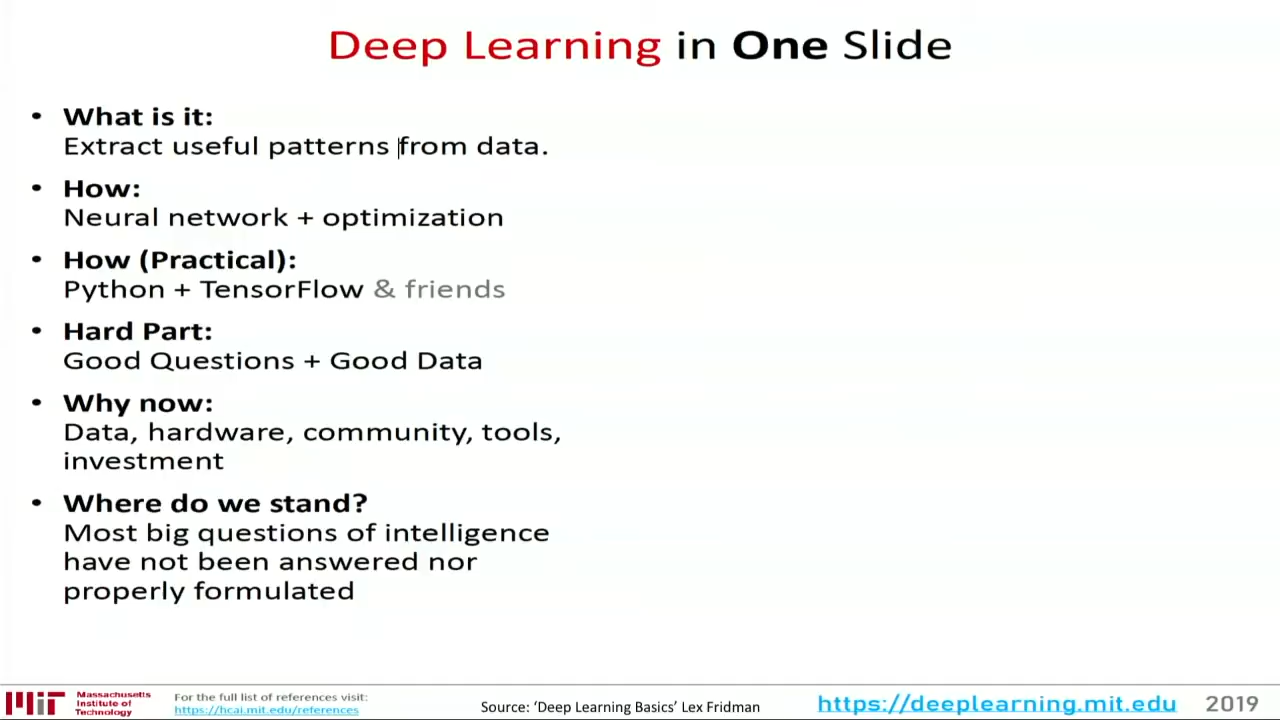 Deep Learning in One Slide
• What is it:
Extract useful patterns from data.
• How:
Neural network + optimization
• How (Practical):
Python + TensorFlow & friends
• Hard Part:
Good Questions + Good Data
• Why now:
Data, hardware, community, tools,
investment
• Where do we stand?
Most big questions of intelligence
have not been answered nor
properly formulated
Massachusetts
Institute of
Technology
For the full list of references visit:
https://hcai.mit.edu/references
Source: ‘Deep Learning Basics’ Lex Fridman
https://deeplearning.mit.edu
2019